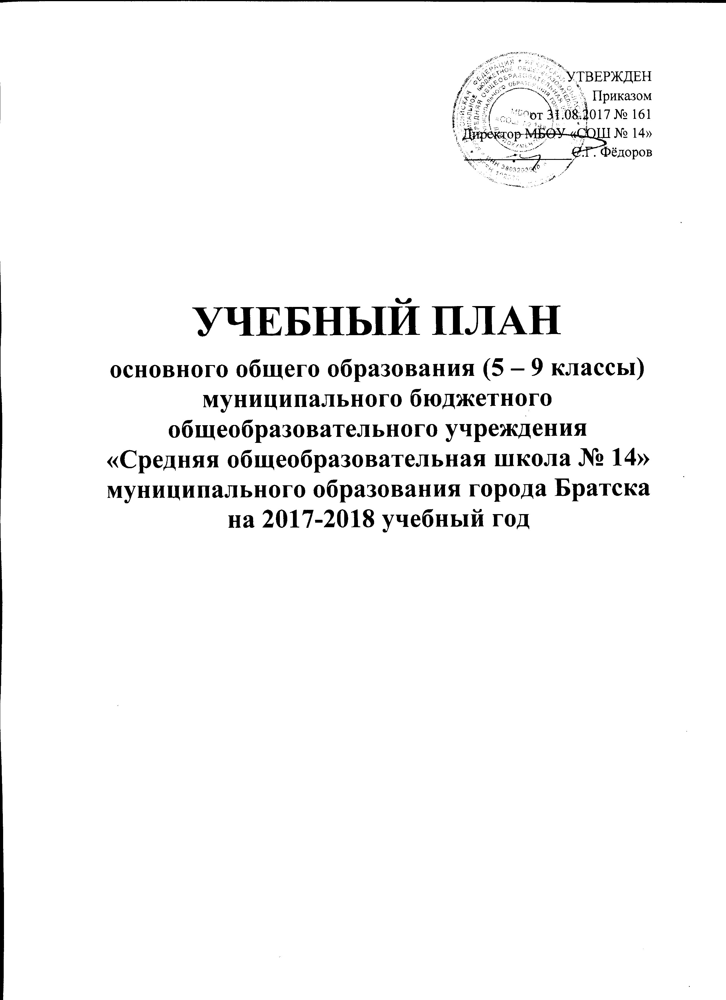 УТВЕРЖДЕН
Приказом
от 31.08.2017 № 161
Директор МБОУ «СОШ № 14»
С.Г. Фёдоров
УЧЕБНЫЙ ПЛАН
основного общего образования (5 – 9 классы)
муниципального бюджетного
общеобразовательного учреждения
«Средняя общеобразовательная школа № 14»
муниципального образования города Братска
на 2017-2018 учебный год